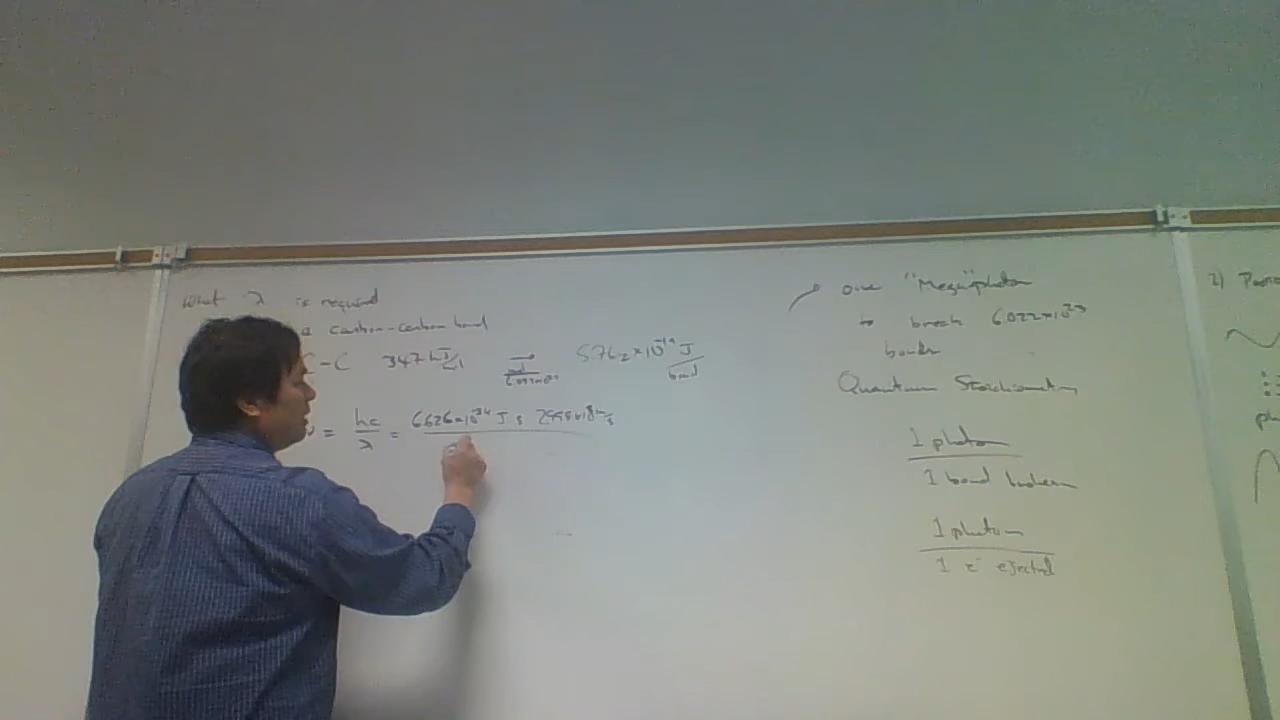 What λ is required
a carbon-carbon bond
C-C 347 kJ/mol → 5.762×10⁻¹⁹ J/bond
mol/6.022×10²³
ν = hc/λ = 6.626×10⁻³⁴ J s 2.998×10⁸ m/s
one "Mega"photon
to break 6.022×10²³
bonds
Quantum Stoichiometry
1 photon
1 bond broken
1 photon
1 e⁻ ejected
2)